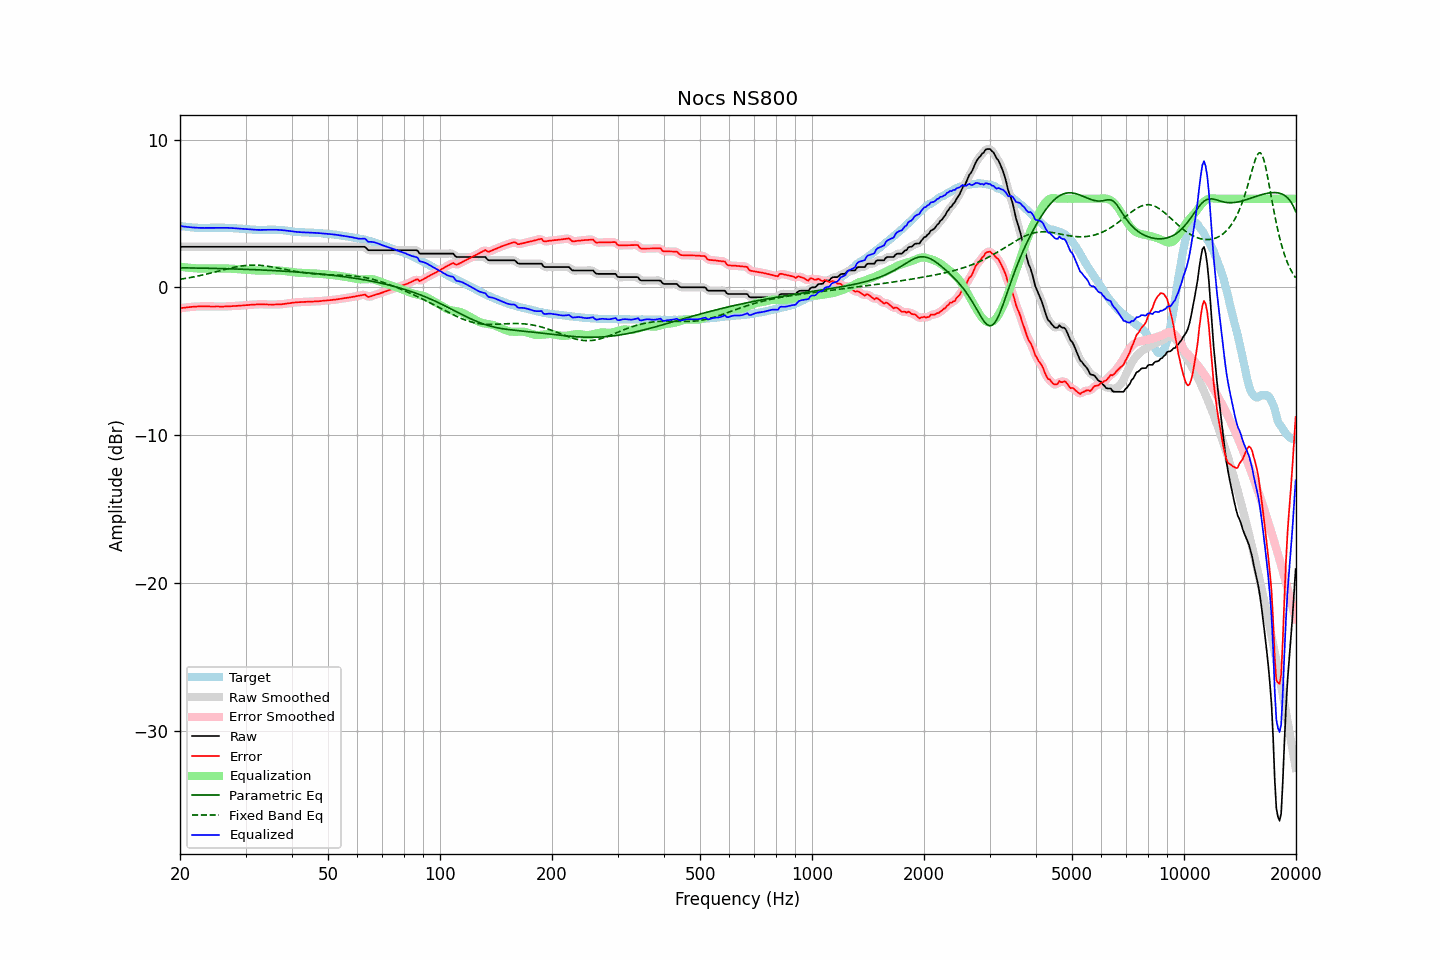 Nocs NS800
Amplitude (dBr)
10
0
−10
−20
−30
Target
Raw Smoothed
Error Smoothed
Raw
Error
Equalization
Parametric Eq
Fixed Band Eq
Equalized
20 50 100 200 500 1000 2000 5000 10000 20000
Frequency (Hz)